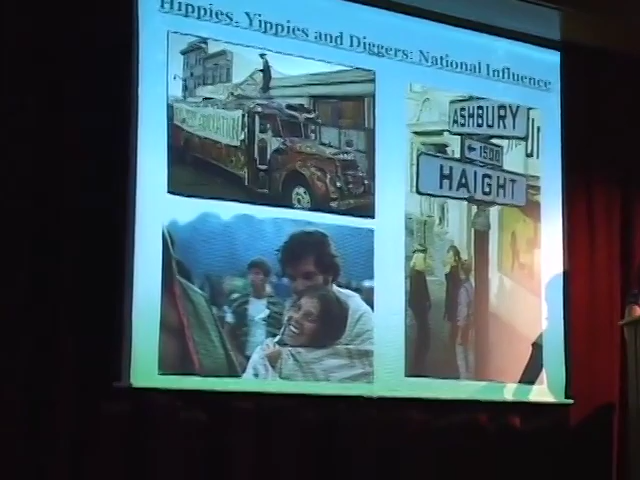 Hippies, Yippies and Diggers: National Influence
ASHBURY
1500
HAIGHT